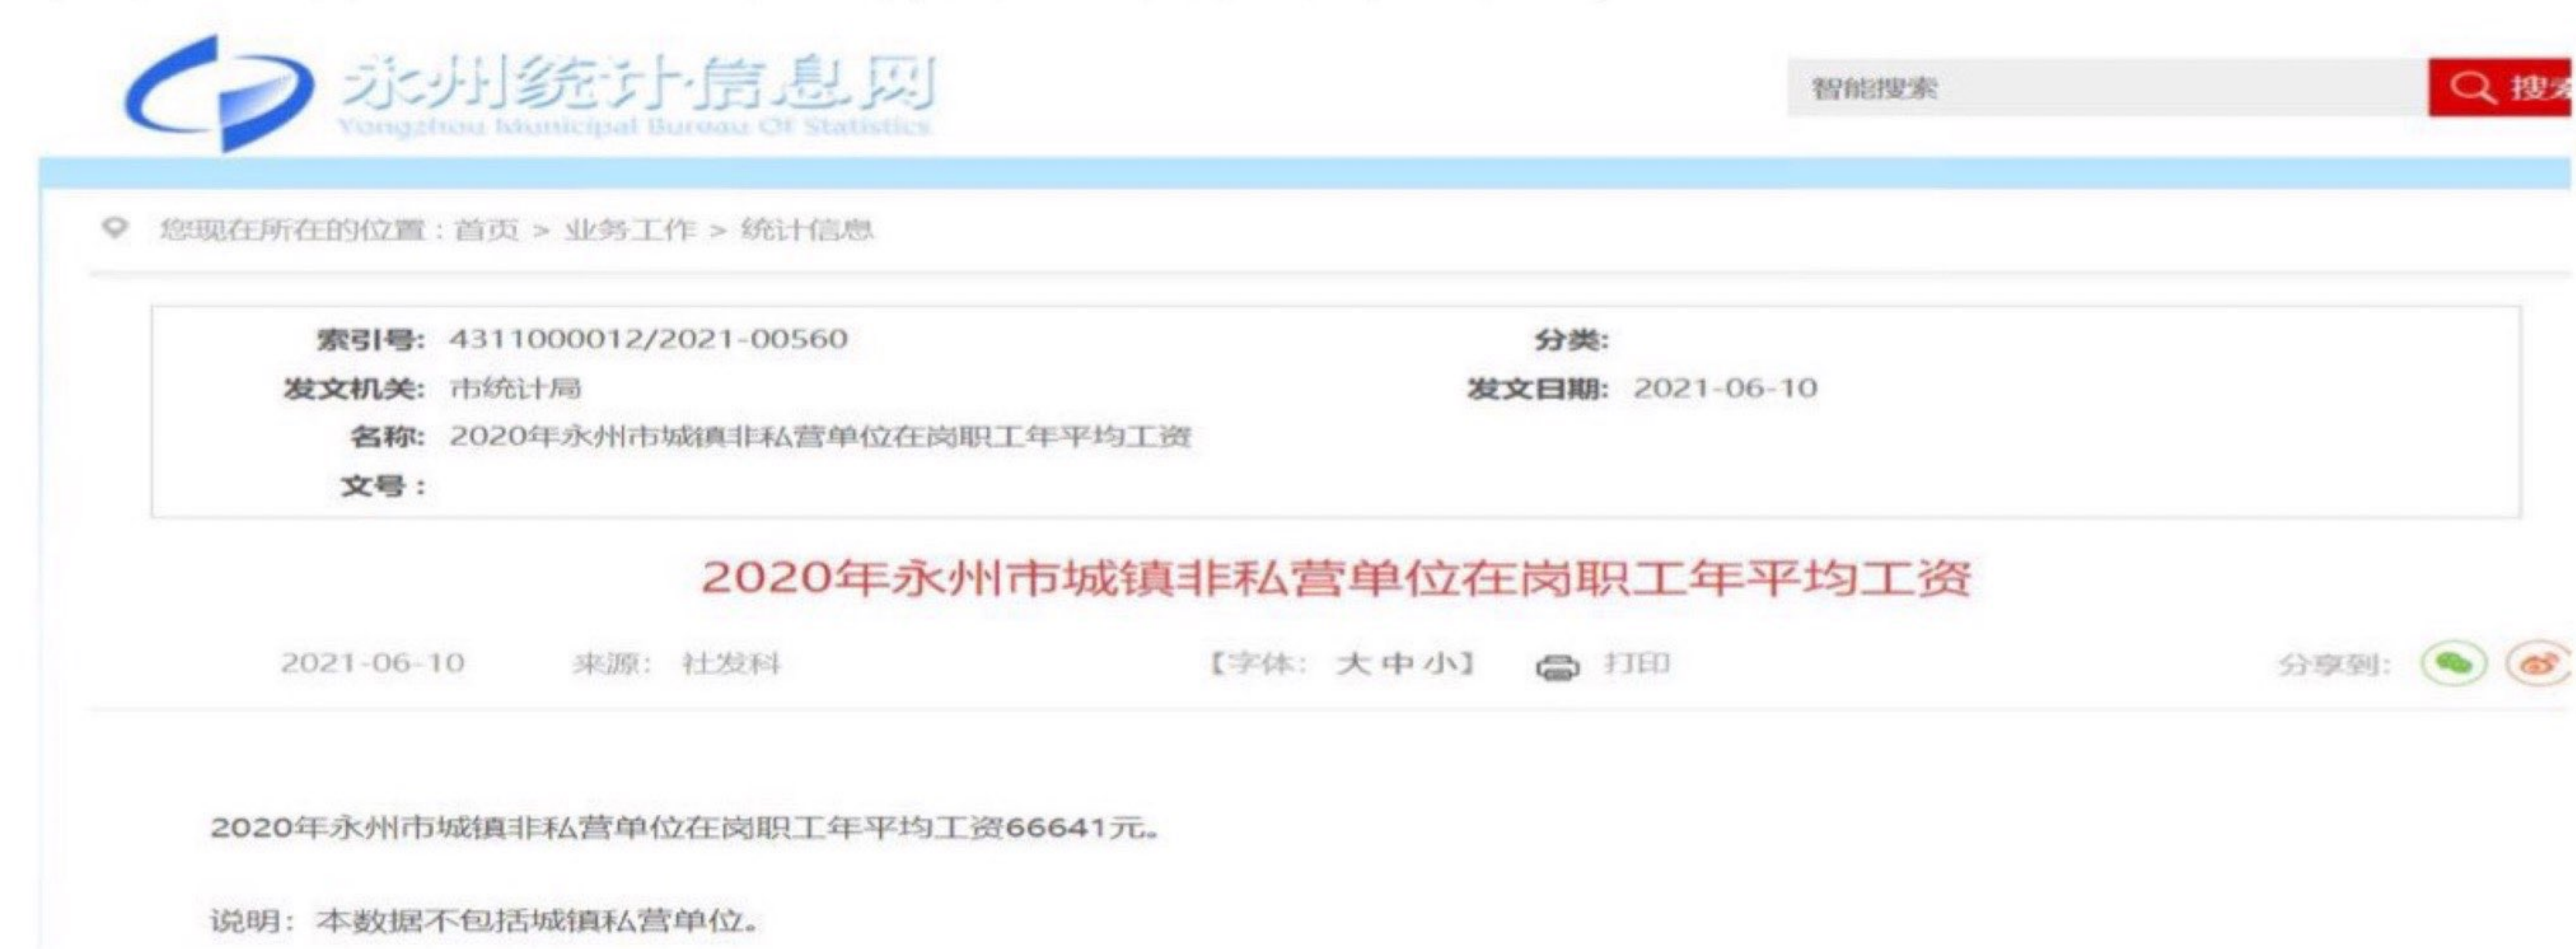 永州统计信息网
Yongzhou Municipal Bureau Of Statistics
智能搜索
搜索
您现在所在的位置：首页 > 业务工作 > 统计信息
索引号: 4311000012/2021-00560 分类:
发文机关: 市统计局 发文日期: 2021-06-10
名称: 2020年永州市城镇非私营单位在岗职工年平均工资
文号：
2020年永州市城镇非私营单位在岗职工年平均工资
2021-06-10 来源: 社发科 【字体: 大 中 小】 打印 分享到:
2020年永州市城镇非私营单位在岗职工年平均工资66641元。
说明：本数据不包括城镇私营单位。